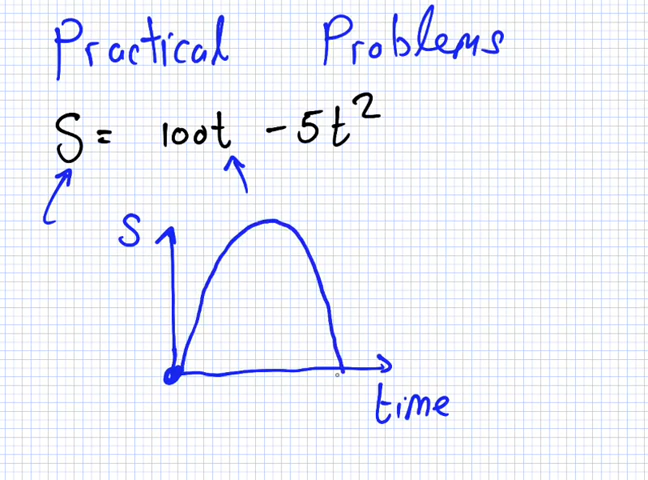 Practical Problems
S = 100t - 5t²
S
time